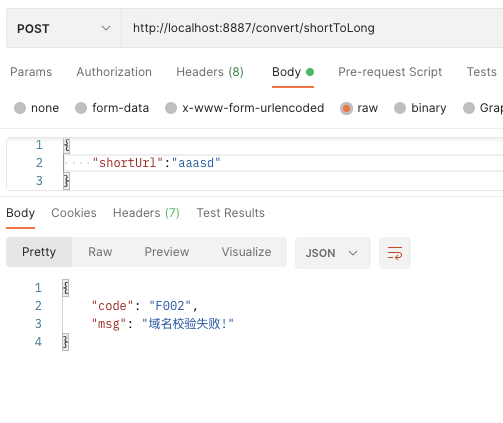 POST http://localhost:8887/convert/shortToLong
Params Authorization Headers (8) Body Pre-request Script Tests
none form-data x-www-form-urlencoded raw binary
1 {
2 "shortUrl":"aaasd"
3 }
Body Cookies Headers (7) Test Results
Pretty Raw Preview Visualize JSON
1 {
2 "code": "F002",
3 "msg": "域名校验失败!"
4 }